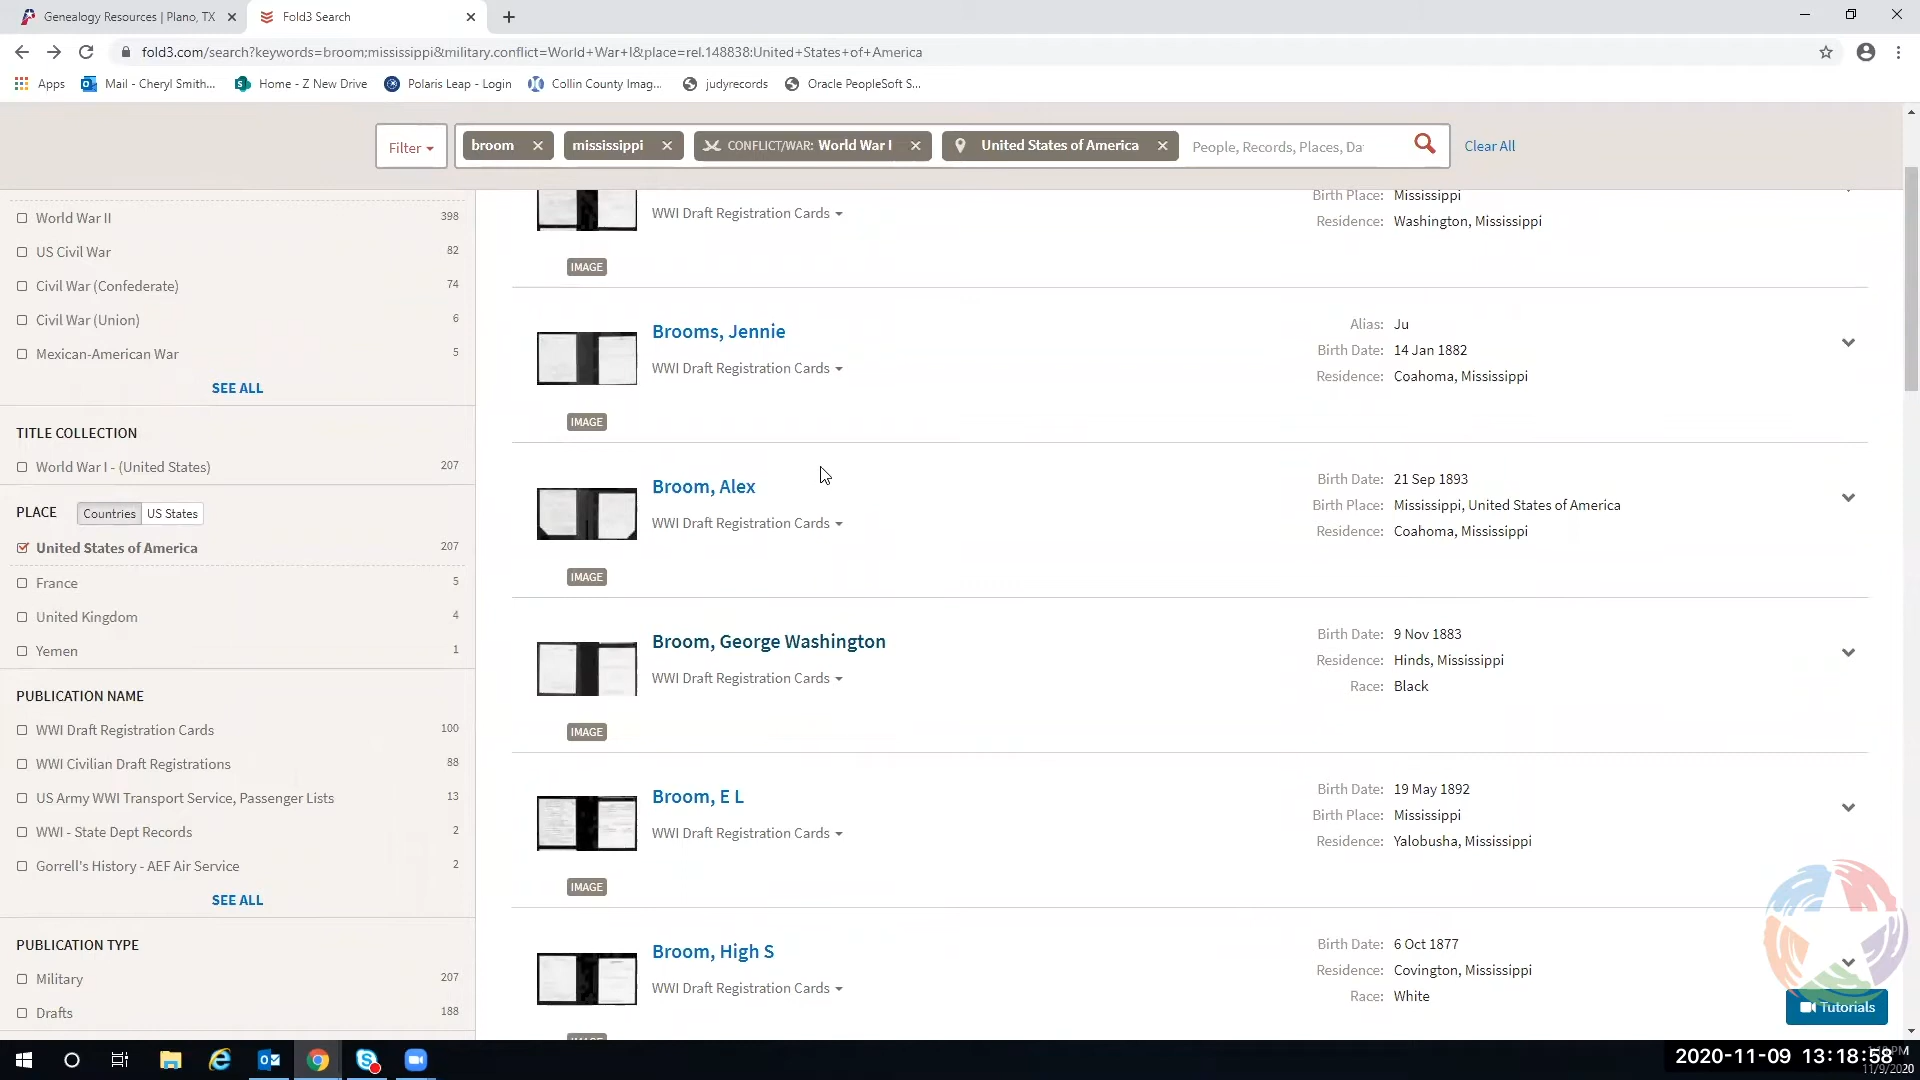 Genealogy Resources | Plano, TX
Fold3 Search
fold3.com/search?keywords=broom;mississippi&military.conflict=World+War+I&place=rel.148838:United+States+of+America
Apps
Mail - Cheryl Smith...
Home - Z New Drive
Polaris Leap - Login
Collin County Imag...
judyrecords
Oracle PeopleSoft S...
Filter
broom
mississippi
CONFLICT/WAR: World War I
United States of America
People, Records, Places, Da
Clear All
World War II 398
US Civil War 82
Civil War (Confederate) 74
Civil War (Union) 6
Mexican-American War 5
SEE ALL
TITLE COLLECTION
World War I - (United States) 207
PLACE Countries US States
United States of America 207
France 5
United Kingdom 4
Yemen 1
PUBLICATION NAME
WWI Draft Registration Cards 100
WWI Civilian Draft Registrations 88
US Army WWI Transport Service, Passenger Lists 13
WWI - State Dept Records 2
Gorrell's History - AEF Air Service 2
SEE ALL
PUBLICATION TYPE
Military 207
Drafts 188
WWI Draft Registration Cards
IMAGE
Birth Place: Mississippi
Residence: Washington, Mississippi
Brooms, Jennie
WWI Draft Registration Cards
IMAGE
Alias: Ju
Birth Date: 14 Jan 1882
Residence: Coahoma, Mississippi
Broom, Alex
WWI Draft Registration Cards
IMAGE
Birth Date: 21 Sep 1893
Birth Place: Mississippi, United States of America
Residence: Coahoma, Mississippi
Broom, George Washington
WWI Draft Registration Cards
IMAGE
Birth Date: 9 Nov 1883
Residence: Hinds, Mississippi
Race: Black
Broom, E L
WWI Draft Registration Cards
IMAGE
Birth Date: 19 May 1892
Birth Place: Mississippi
Residence: Yalobusha, Mississippi
Broom, High S
WWI Draft Registration Cards
Birth Date: 6 Oct 1877
Residence: Covington, Mississippi
Race: White
Tutorials
2020-11-09 13:18:58
11/9/2020